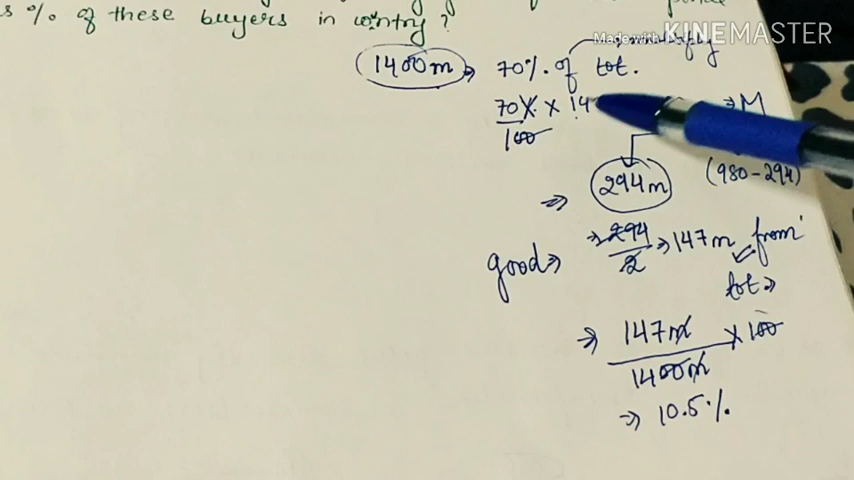 s % of these buyers in country?
Made with KINEMASTER
1400m ⇒ 70% of tot.
70% × 14
100
⇒ M
⇒ 294m (980-294)
good ⇒ ⇒ 294 ⇒ 147m from
2
tot ⇒
⇒ 147m × 100
1400m
⇒ 10.5%